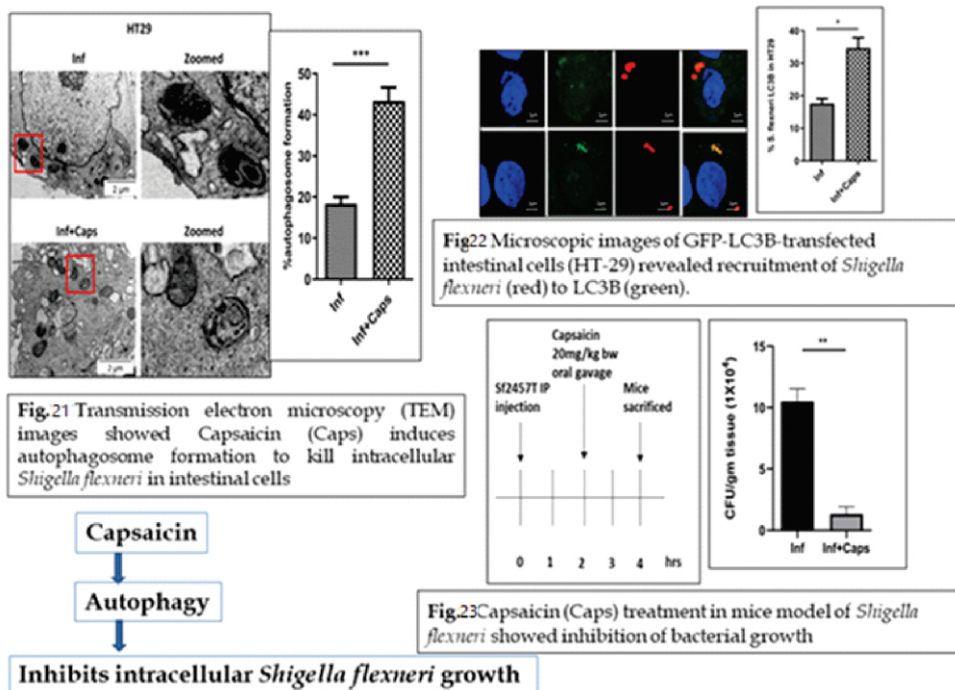 HT29
Inf
Zoomed
2 µm
Inf+Caps
Zoomed
2 µm
%autophagosome formation
60
40
20
0
***
Inf
Inf+Caps
Fig.21 Transmission electron microscopy (TEM)
images showed Capsaicin (Caps) induces
autophagosome formation to kill intracellular
Shigella flexneri in intestinal cells
% S. flexneri LC3B in HT29
40
30
20
10
0
*
Inf
Inf+Caps
Fig22 Microscopic images of GFP-LC3B-transfected
intestinal cells (HT-29) revealed recruitment of Shigella
flexneri (red) to LC3B (green).
Capsaicin
20mg/kg bw
oral gavage
Sf2457T IP
injection
Mice
sacrificed
0 1 2 3 4 hrs
CFU/gm tissue (1X10⁴)
15
10
5
0
**
Inf
Inf+Caps
Fig.23Capsaicin (Caps) treatment in mice model of Shigella
flexneri showed inhibition of bacterial growth
Capsaicin
Autophagy
Inhibits intracellular Shigella flexneri growth